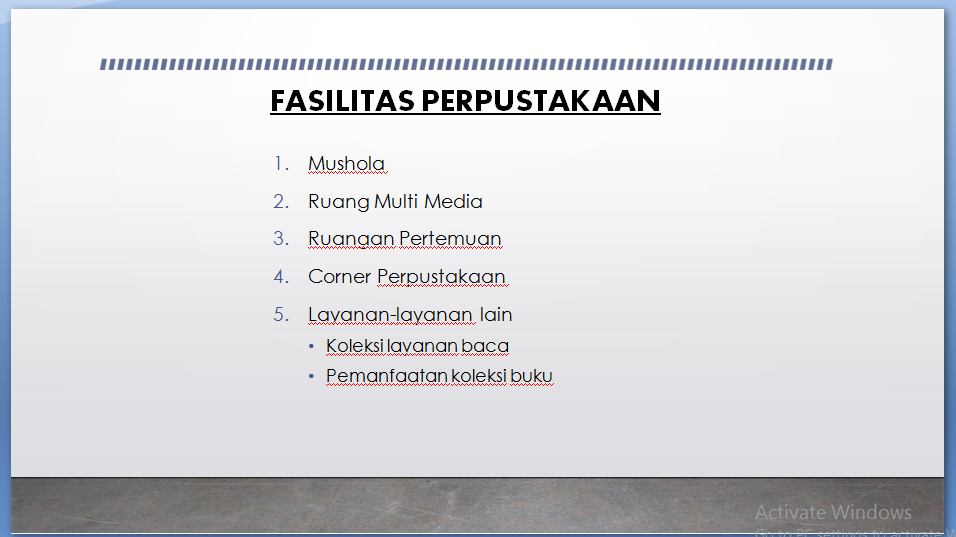 FASILITAS PERPUSTAKAAN
1. Mushola
2. Ruang Multi Media
3. Ruangan Pertemuan
4. Corner Perpustakaan
5. Layanan-layanan lain
• Koleksi layanan baca
• Pemanfaatan koleksi buku
Activate Windows
Go to PC settings to activate W